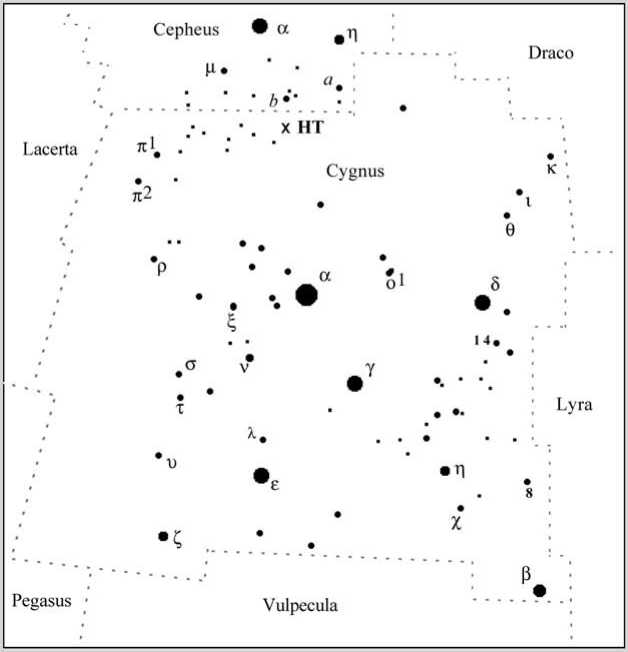 Cepheus
α
η
Draco
μ
a
b
x HT
Lacerta
π1
κ
Cygnus
π2
ι
θ
ρ
α
o1
δ
ξ
14
ν
σ
γ
τ
Lyra
λ
υ
ε
η
8
χ
ζ
β
Pegasus
Vulpecula